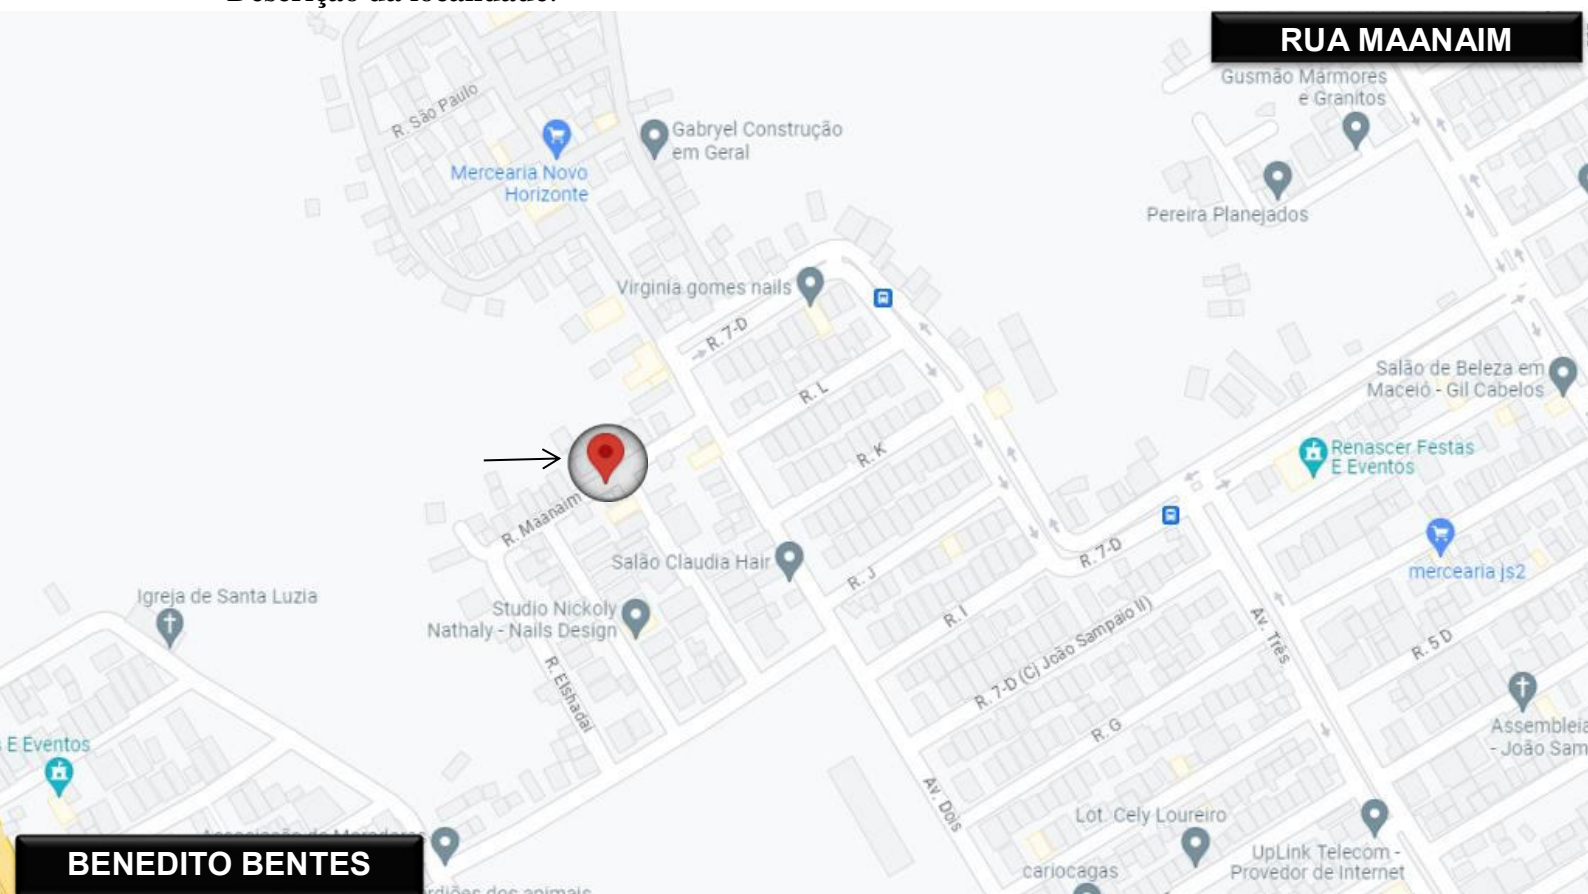 RUA MAANAIM
Gusmão Mármores
e Granitos
R. São Paulo
Gabryel Construção
em Geral
Mercearia Novo
Horizonte
Pereira Planejados
Virginia gomes nails
R. 7-D
R. L
Salão de Beleza em
Maceió - Gil Cabelos
R. K
Renascer Festas
E Eventos
R. Maanaim
R. 7-D
Salão Claudia Hair
R. J
mercearia js2
Igreja de Santa Luzia
Studio Nickoly
Nathaly - Nails Design
R. I
R. 7-D (Cj João Sampaio II)
Av. Três
R. 5 D
R. Elshadai
R. G
Assembleia
- João Sam
E Eventos
Av. Dois
Lot. Cely Loureiro
UpLink Telecom -
Provedor de Internet
cariocagas
BENEDITO BENTES